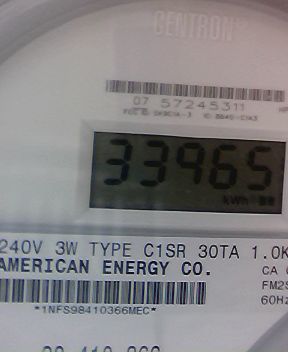 CENTRON
07 57245311
33965
kWh
240V 3W TYPE C1SR 30TA 1.0K
AMERICAN ENERGY CO.
CA
FM2S
60Hz
*1NFS98410366MEC*